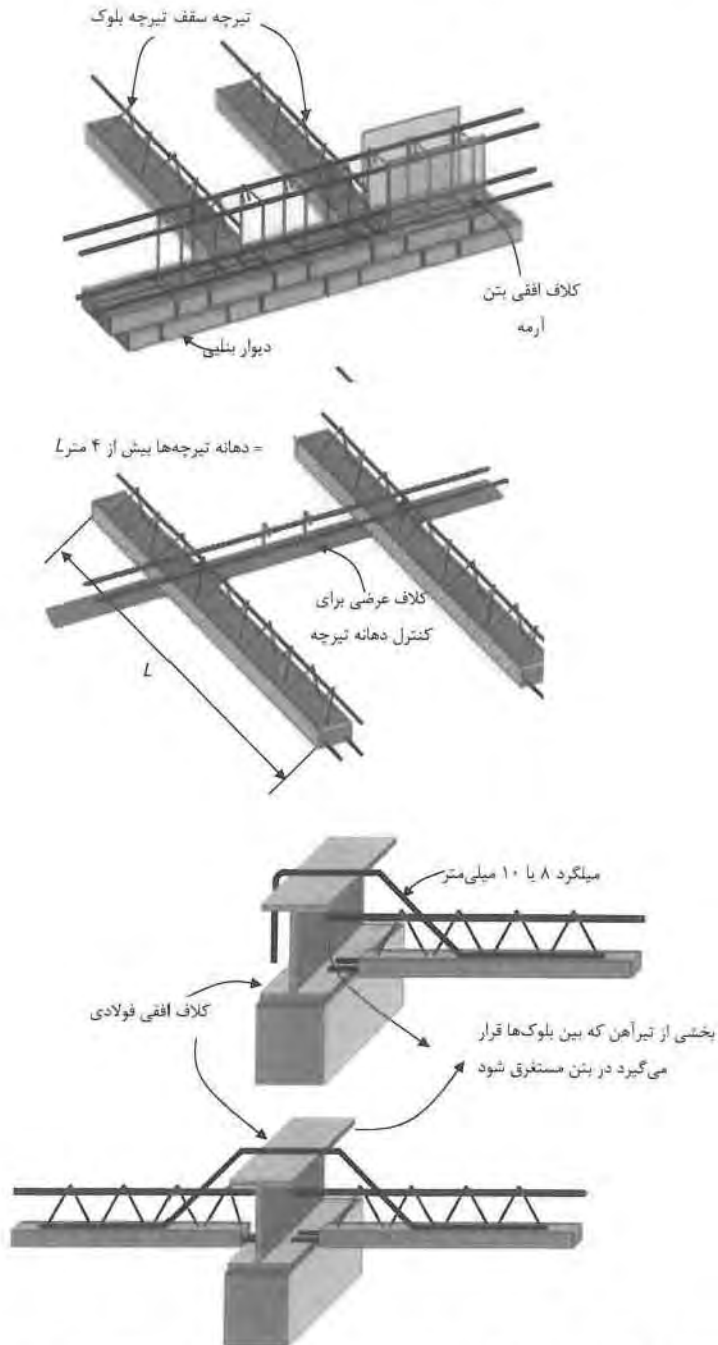 تیرچه سقف تیرچه بلوک
کلاف افقی بتن
آرمه
دیوار بنایی
= دهانه تیرچه‌ها بیش از ۴ مترL
کلاف عرضی برای
کنترل دهانه تیرچه
L
میلگرد ۸ یا ۱۰ میلی‌متر
کلاف افقی فولادی
بخشی از تیرآهن که بین بلوک‌ها قرار
می‌گیرد در بتن مستغرق شود